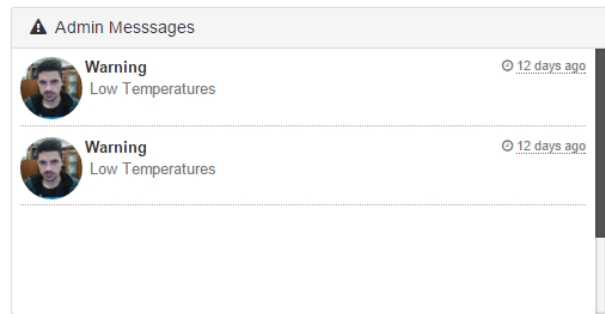 Admin Messsages
Warning
12 days ago
Low Temperatures
Warning
12 days ago
Low Temperatures